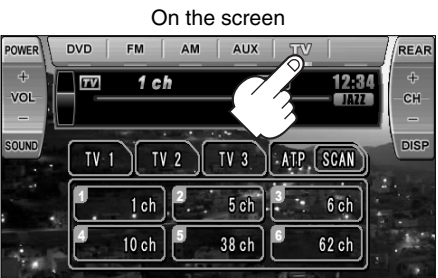 On the screen
POWER DVD FM AM AUX TV REAR
+ TV 1 ch 12:34 +
VOL JAZZ CH
− −
SOUND DISP
TV 1 TV 2 TV 3 A.T.P. SCAN
1 1 ch 2 5 ch 3 6 ch
4 10 ch 5 38 ch 6 62 ch